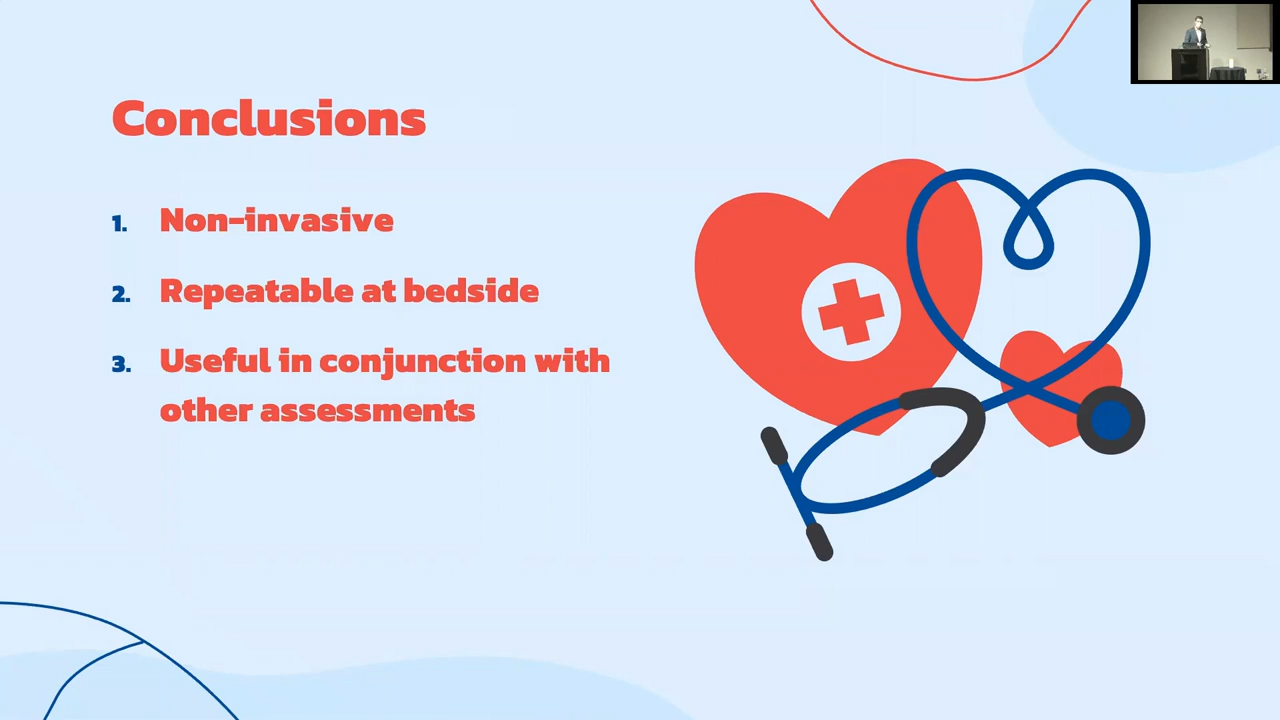 Conclusions
1. Non-invasive
2. Repeatable at bedside
3. Useful in conjunction with
other assessments